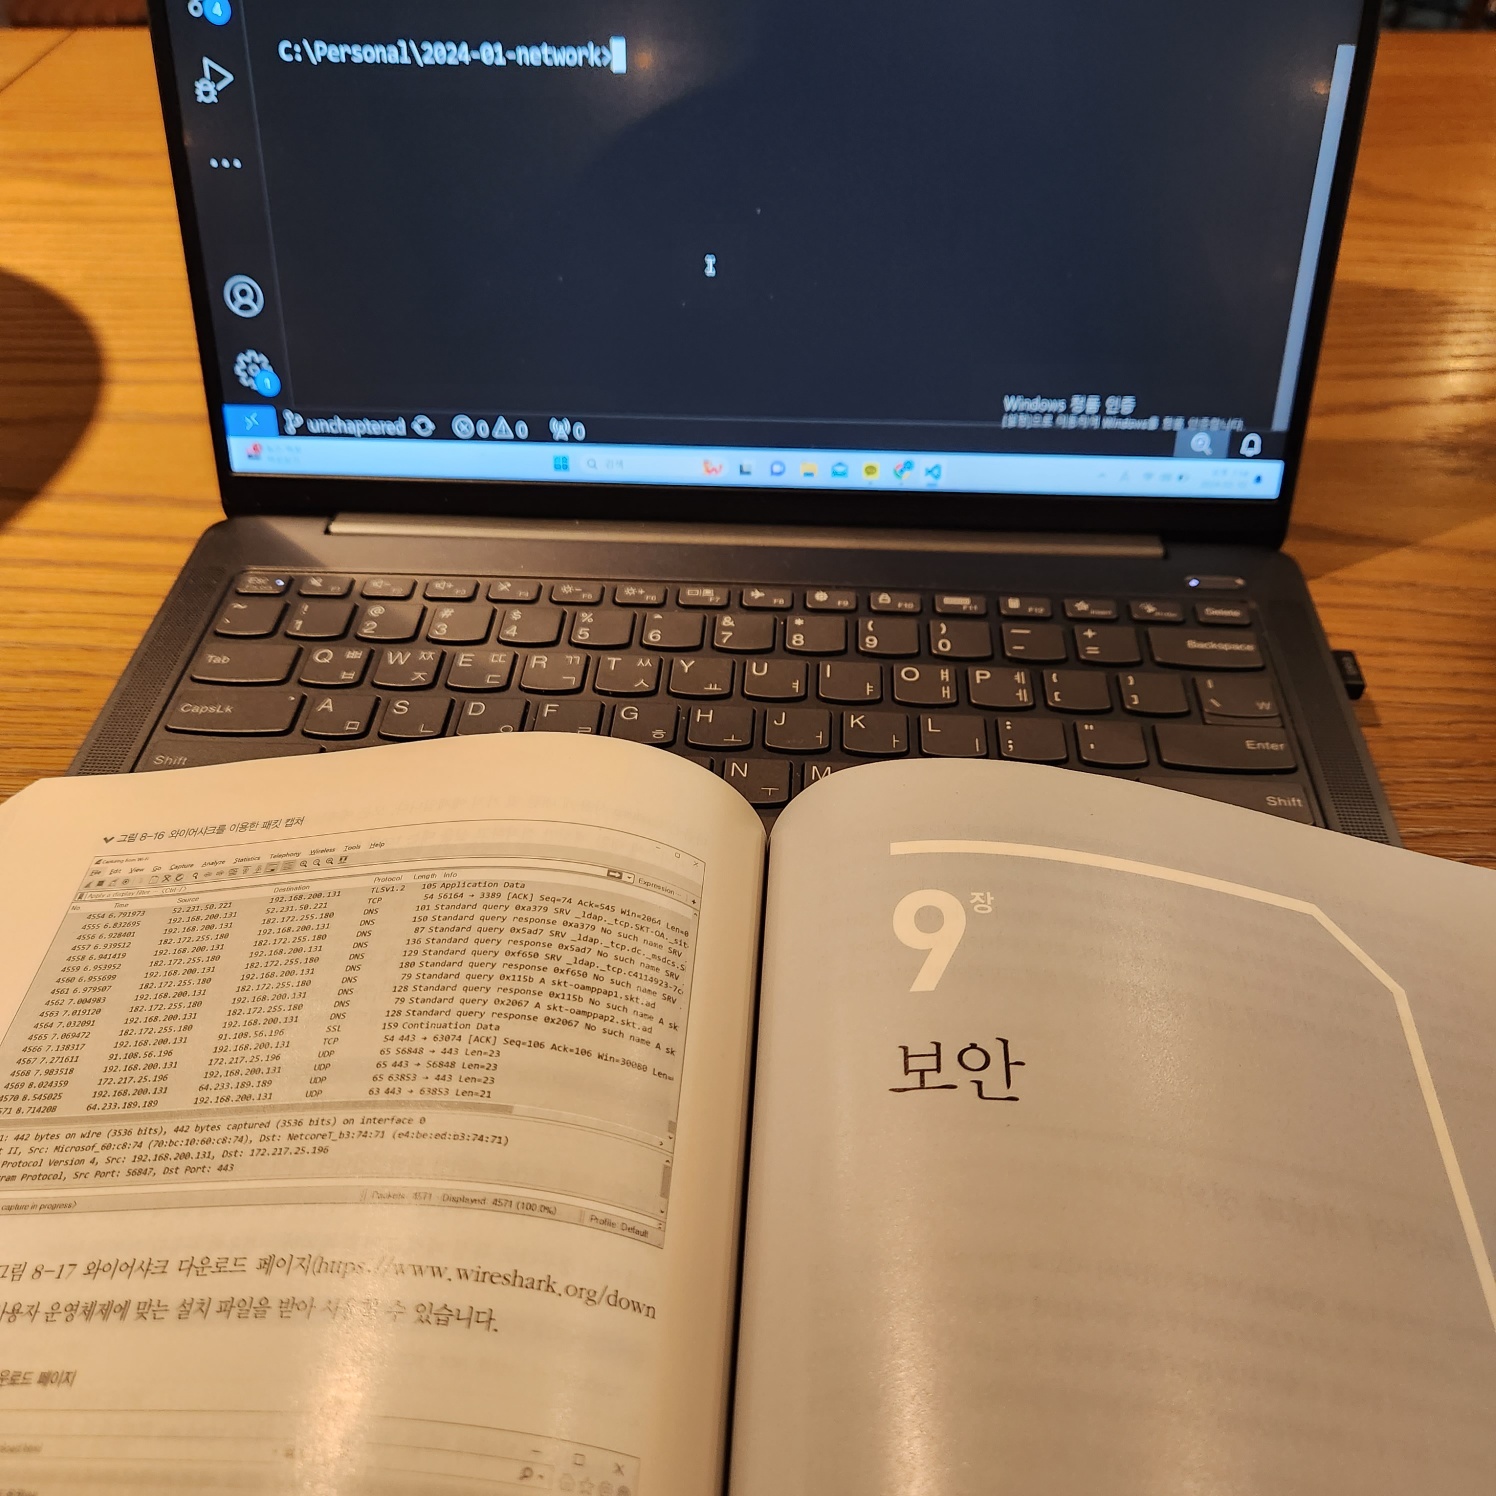 4
C:\Personal\2024-01-network>
1
Windows 정품 인증
unchaptered 0 0 0
Esc F1 F2 F3 F4 F5 F6 F7 F8 F9 F10 F11 F12 Insert Delete
~ ! @ 2 # 3 $ 4 % 5 6 & 7 * 8 ( 9 ) 0 — - + = Backspace
Tab Q ㅃ ㅂ W ㅉ ㅈ E ㄸ ㄷ R ㄲ ㄱ T ㅆ ㅅ Y ㅛ U ㅕ I ㅑ O ㅒ ㅐ P ㅖ ㅔ { [ } ] \ W
CapsLk A ㅁ S ㄴ D ㅇ F ㄹ G ㅎ H ㅗ J ㅓ K ㅏ L ㅣ : ; " ' Enter
Shift N ㅜ M Shift
그림 8-16 와이어샤크를 이용한 패킷 캡처
Capturing from Wi-Fi
File Edit View Go Capture Analyze Statistics Telephony Wireless Tools Help
Expression...
No. Time Source Destination Protocol Length Info
4554 6.791973 52.231.50.221 192.168.200.131 TLSv1.2 105 Application Data
4555 6.832695 192.168.200.131 52.231.50.221 TCP 54 56164 → 3389 [ACK] Seq=74 Ack=545 Win=2064 Len=0
4556 6.928401 192.168.200.131 182.172.255.180 DNS 101 Standard query 0xa379 SRV _ldap._tcp.SKT-OA._sit
4557 6.939512 182.172.255.180 192.168.200.131 DNS 150 Standard query response 0xa379 No such name SRV
4558 6.941419 192.168.200.131 182.172.255.180 DNS 87 Standard query 0x5ad7 SRV _ldap._tcp.dc._msdcs.S
4559 6.953952 182.172.255.180 192.168.200.131 DNS 136 Standard query response 0x5ad7 No such name SRV
4560 6.955699 192.168.200.131 182.172.255.180 DNS 129 Standard query 0xf650 SRV _ldap._tcp.c4114923-7c
4561 6.979507 182.172.255.180 192.168.200.131 DNS 180 Standard query response 0xf650 No such name SRV
4562 7.004983 192.168.200.131 182.172.255.180 DNS 79 Standard query 0x115b A skt-oamppap1.skt.ad
4563 7.019120 182.172.255.180 192.168.200.131 DNS 128 Standard query response 0x115b No such name A sk
4564 7.032091 192.168.200.131 182.172.255.180 DNS 79 Standard query 0x2067 A skt-oamppap2.skt.ad
4565 7.069472 182.172.255.180 192.168.200.131 DNS 128 Standard query response 0x2067 No such name A sk
4566 7.138317 91.108.56.196 192.168.200.131 SSL 159 Continuation Data
4567 7.271611 192.168.200.131 91.108.56.196 TCP 54 443 → 63074 [ACK] Seq=106 Ack=106 Win=30080 Len=
4568 7.983518 192.168.200.131 172.217.25.196 UDP 65 56848 → 443 Len=23
4569 8.024359 172.217.25.196 192.168.200.131 UDP 65 443 → 56848 Len=23
4570 8.545025 192.168.200.131 64.233.189.189 UDP 65 63853 → 443 Len=23
571 8.714208 64.233.189.189 192.168.200.131 UDP 63 443 → 63853 Len=21
1: 442 bytes on wire (3536 bits), 442 bytes captured (3536 bits) on interface 0
t II, Src: Microsof_60:c8:74 (70:bc:10:60:c8:74), Dst: NetcoreT_b3:74:71 (e4:be:ed:b3:74:71)
Protocol Version 4, Src: 192.168.200.131, Dst: 172.217.25.196
ram Protocol, Src Port: 56847, Dst Port: 443
capture in progress> Packets: 4571 · Displayed: 4571 (100.0%) Profile: Default
그림 8-17 와이어샤크 다운로드 페이지(https://www.wireshark.org/down
사용자 운영체제에 맞는 설치 파일을 받아 사용할 수 있습니다.
운로드 페이지
9장
보안